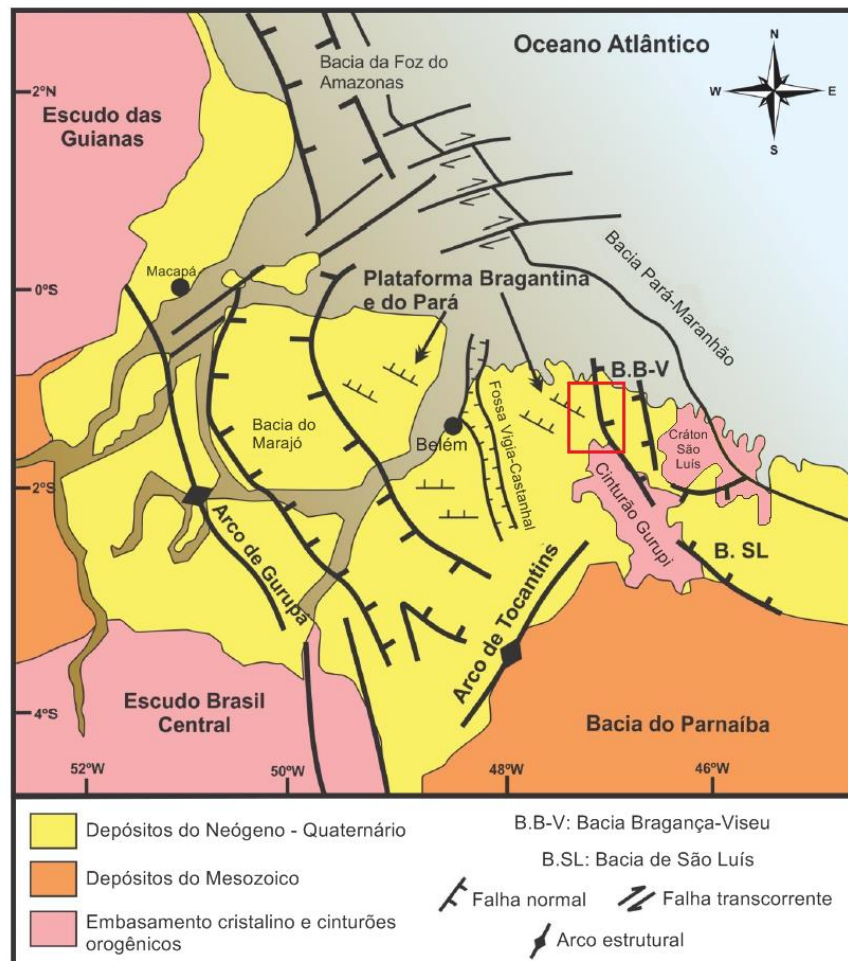 Oceano Atlântico
Bacia da Foz do
Amazonas
N
W
E
S
2ºN
Escudo das
Guianas
Macapá
0ºS
Plataforma Bragantina
e do Pará
Bacia Pará-Maranhão
B.B-V
Bacia do
Marajó
Belém
Fossa Vigia-Castanhal
Cráton
São
Luís
2ºS
Cinturão Gurupi
Arco de Gurupá
B. SL
Arco de Tocantins
Escudo Brasil
Central
4ºS
Bacia do Parnaíba
52ºW
50ºW
48ºW
46ºW
Depósitos do Neógeno - Quaternário
Depósitos do Mesozoico
Embasamento cristalino e cinturões
orogênicos
B.B-V: Bacia Bragança-Viseu
B.SL: Bacia de São Luís
Falha normal
Falha transcorrente
Arco estrutural